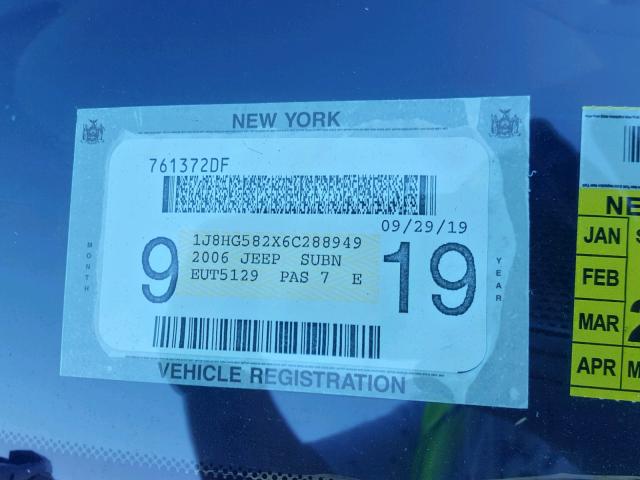 NEW YORK
761372DF
09/29/19
1J8HG582X6C288949
2006 JEEP SUBN
EUT5129 PAS 7 E
MONTH
9
19
YEAR
VEHICLE REGISTRATION
NE
JAN
FEB
MAR
APR